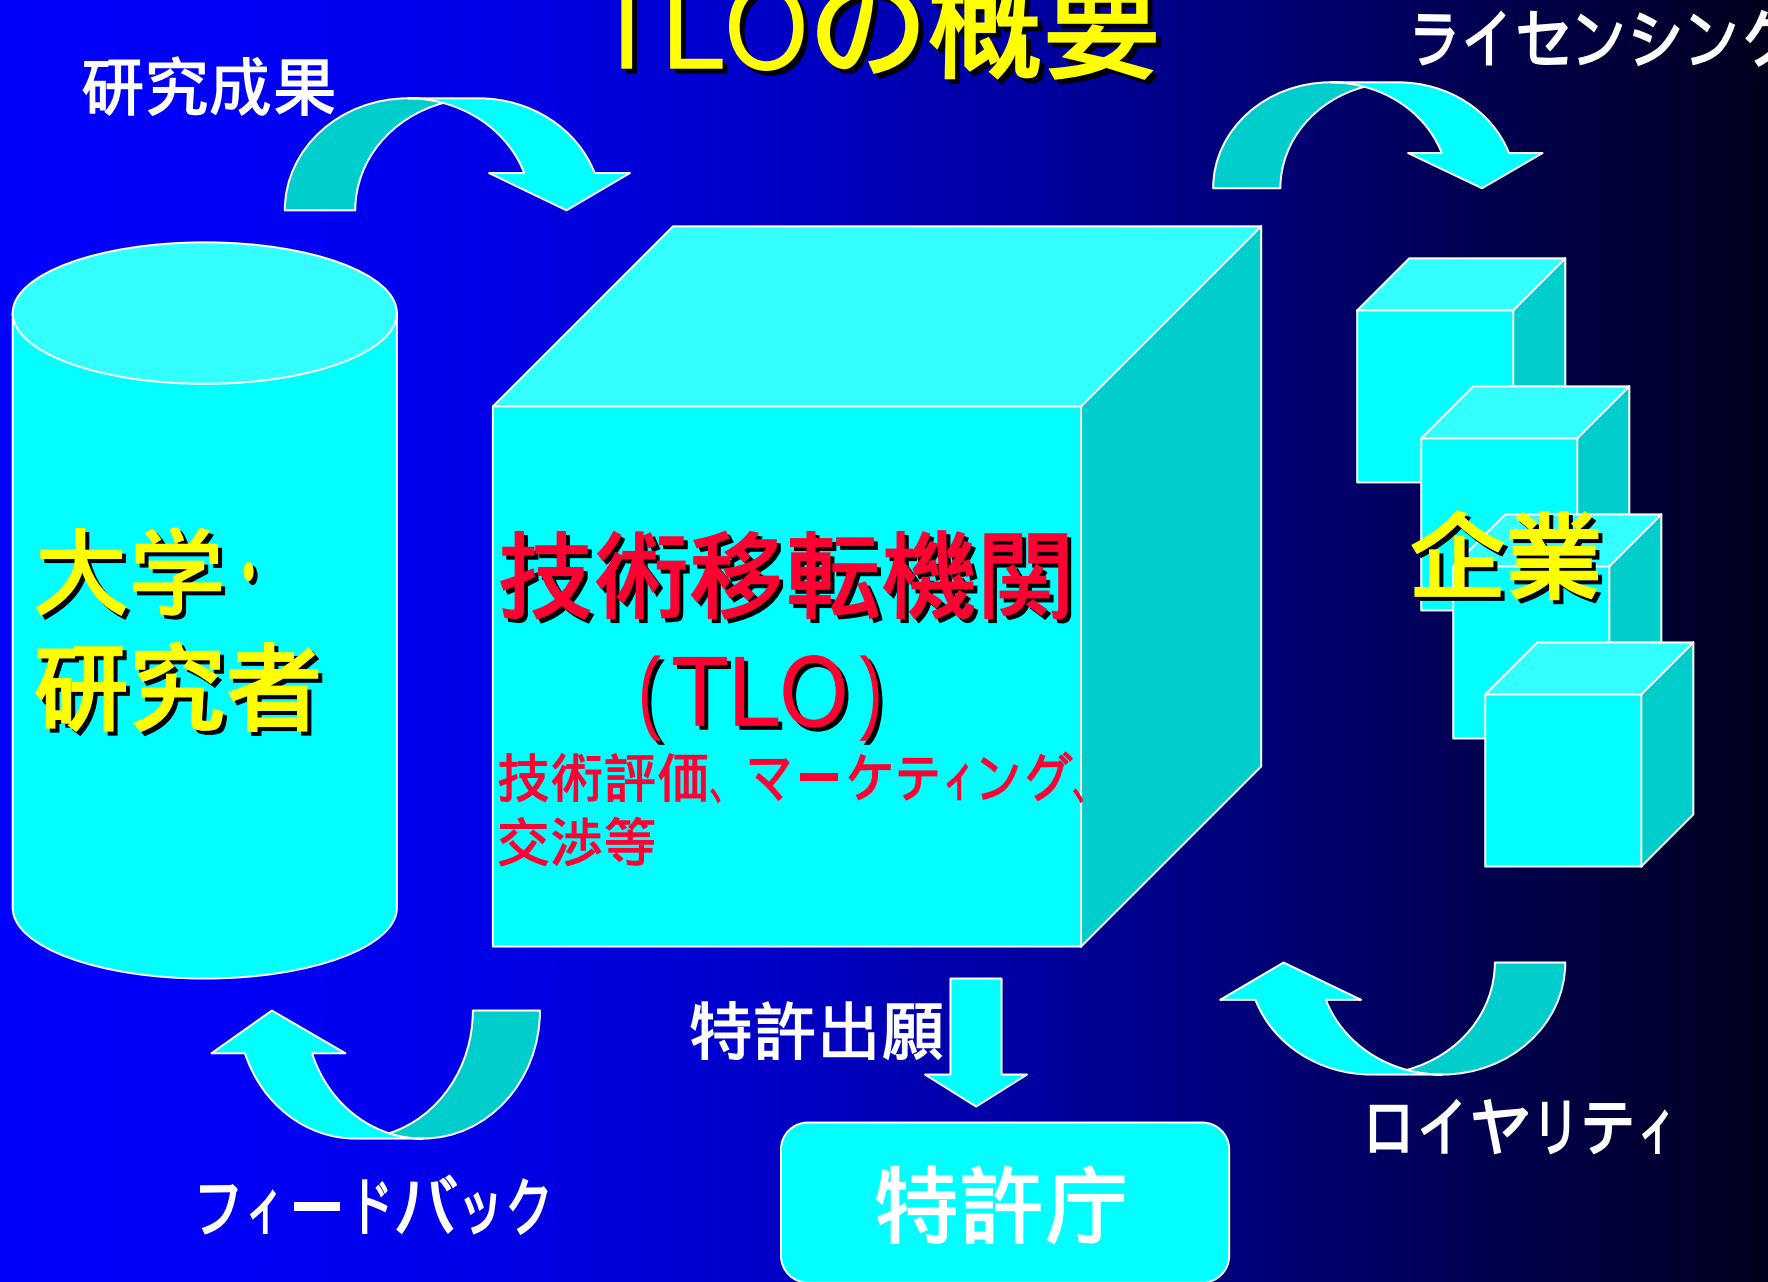 TLOの概要
ライセンシング
研究成果
大学・
研究者
技術移転機関
(TLO)
技術評価、マーケティング、
交渉等
企業
特許出願
ロイヤリティ
フィードバック
特許庁